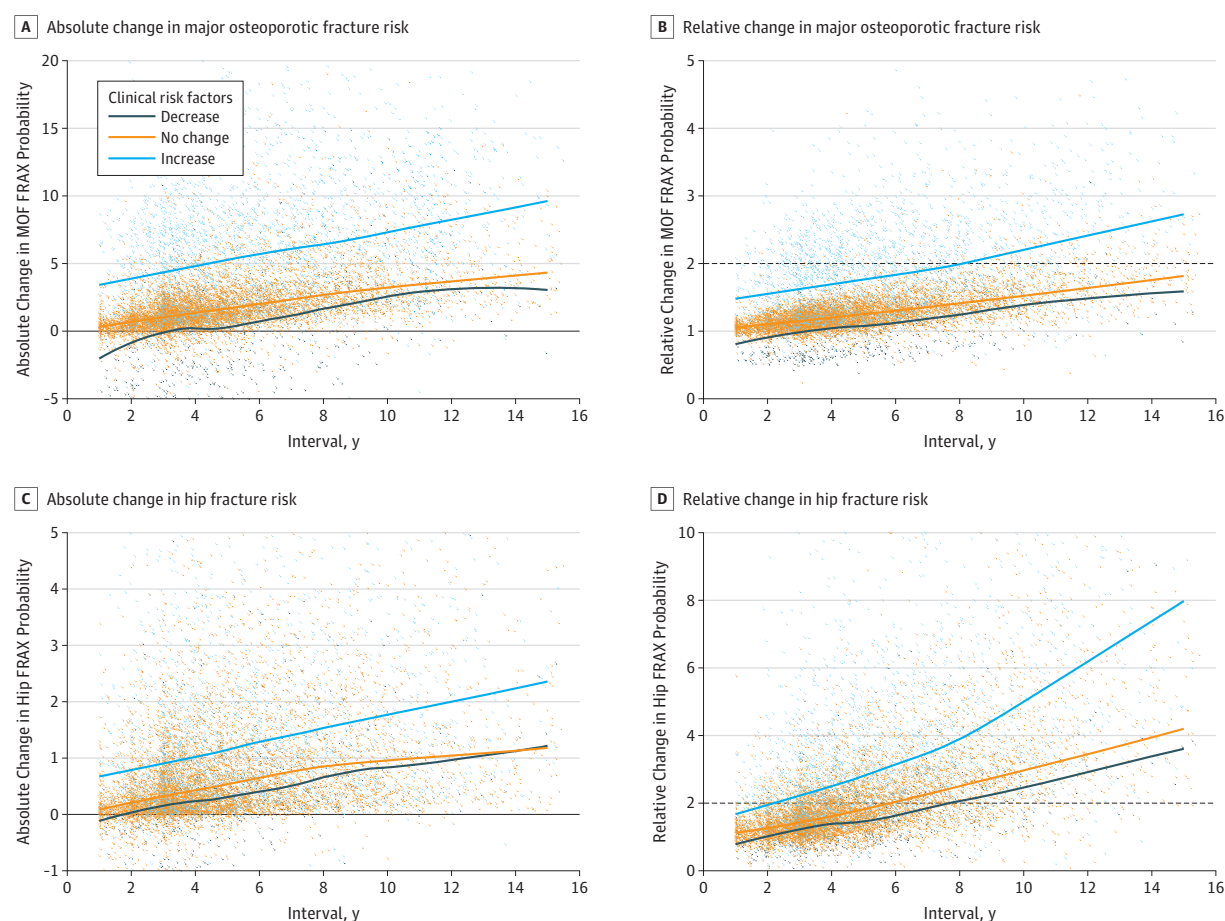 A Absolute change in major osteoporotic fracture risk
Absolute Change in MOF FRAX Probability
20
15
10
5
0
-5
Clinical risk factors
Decrease
No change
Increase
0 2 4 6 8 10 12 14 16
Interval, y
B Relative change in major osteoporotic fracture risk
Relative Change in MOF FRAX Probability
5
4
3
2
1
0
0 2 4 6 8 10 12 14 16
Interval, y
C Absolute change in hip fracture risk
Absolute Change in Hip FRAX Probability
5
4
3
2
1
0
-1
0 2 4 6 8 10 12 14 16
Interval, y
D Relative change in hip fracture risk
Relative Change in Hip FRAX Probability
10
8
6
4
2
0
0 2 4 6 8 10 12 14 16
Interval, y